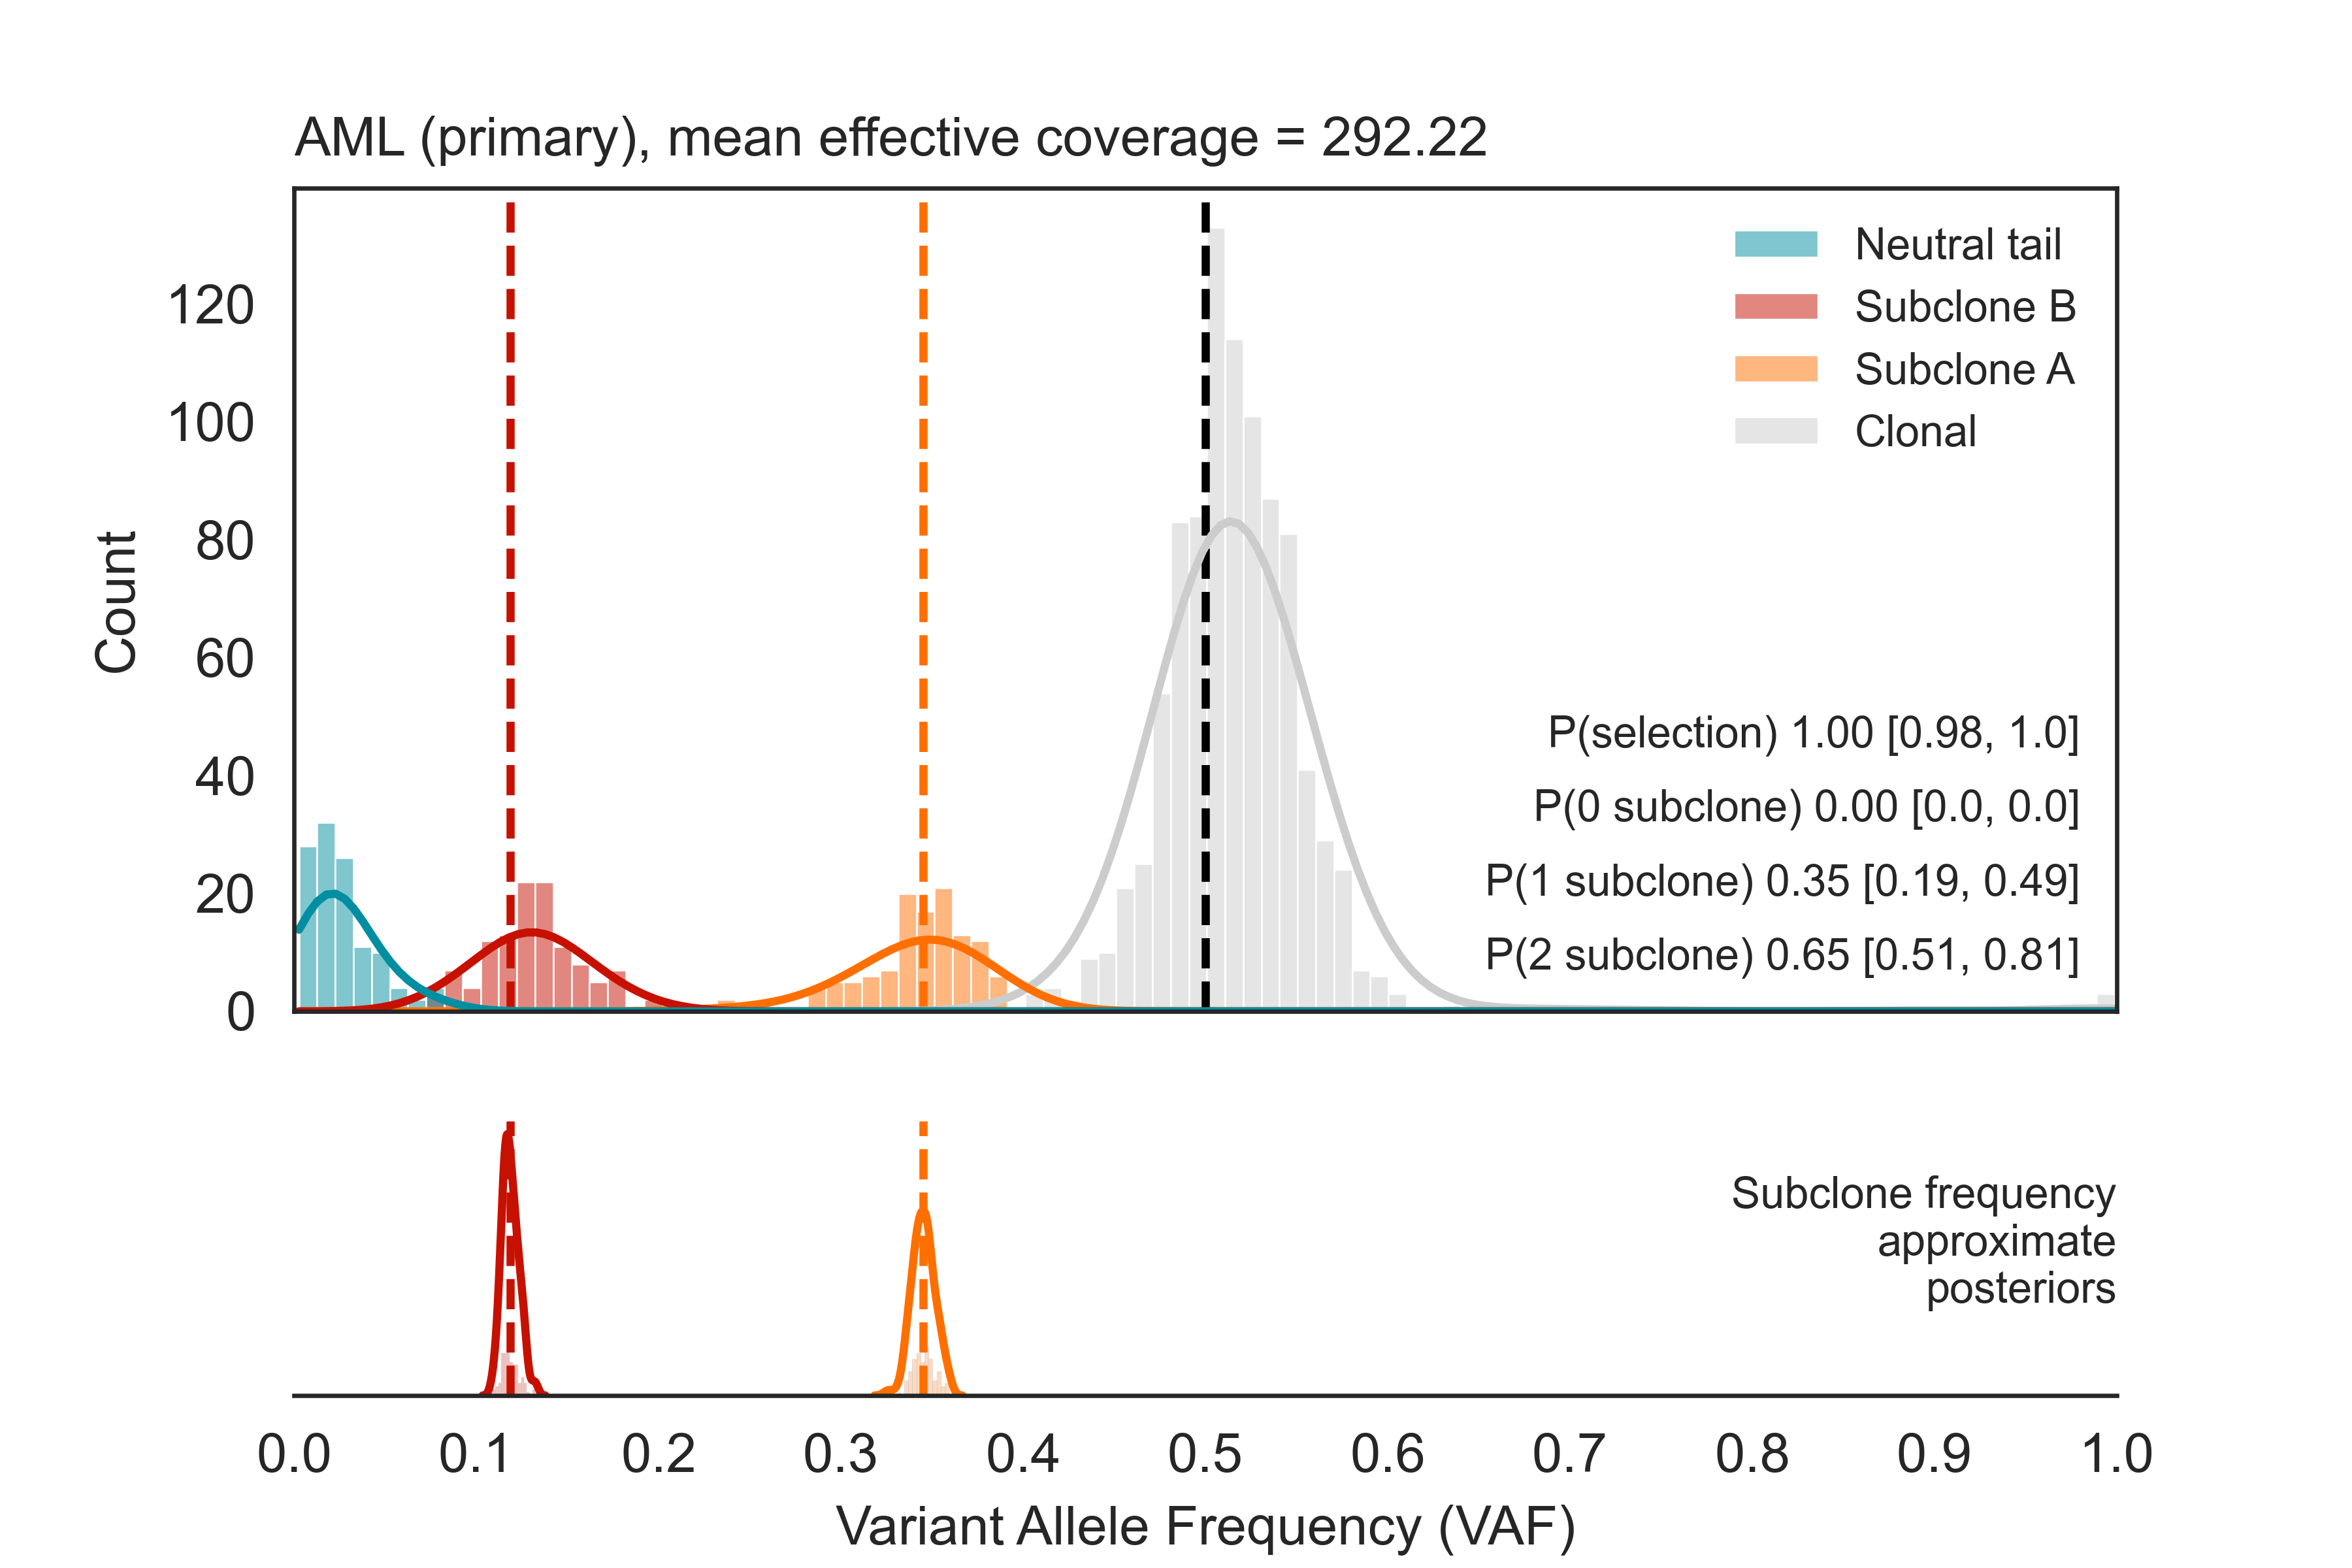 AML (primary), mean effective coverage = 292.22
Count
120
100
80
60
40
20
0
Neutral tail
Subclone B
Subclone A
Clonal
P(selection) 1.00 [0.98, 1.0]
P(0 subclone) 0.00 [0.0, 0.0]
P(1 subclone) 0.35 [0.19, 0.49]
P(2 subclone) 0.65 [0.51, 0.81]
Subclone frequency
approximate
posteriors
0.0 0.1 0.2 0.3 0.4 0.5 0.6 0.7 0.8 0.9 1.0
Variant Allele Frequency (VAF)